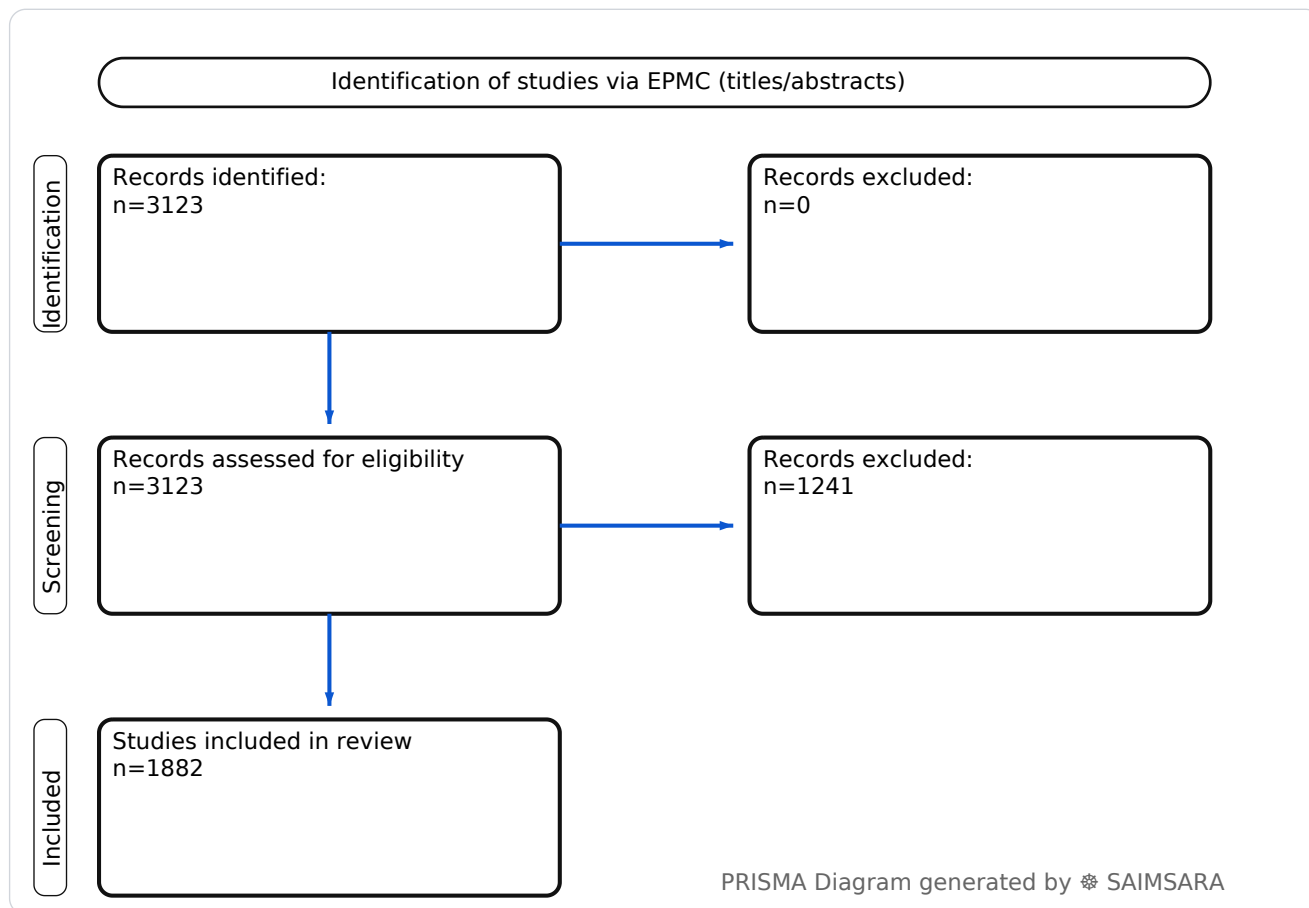 Identification of studies via EPMC (titles/abstracts)
Identification
Records identified:
n=3123
Records excluded:
n=0
Screening
Records assessed for eligibility
n=3123
Records excluded:
n=1241
Included
Studies included in review
n=1882
PRISMA Diagram generated by ☸ SAIMSARA